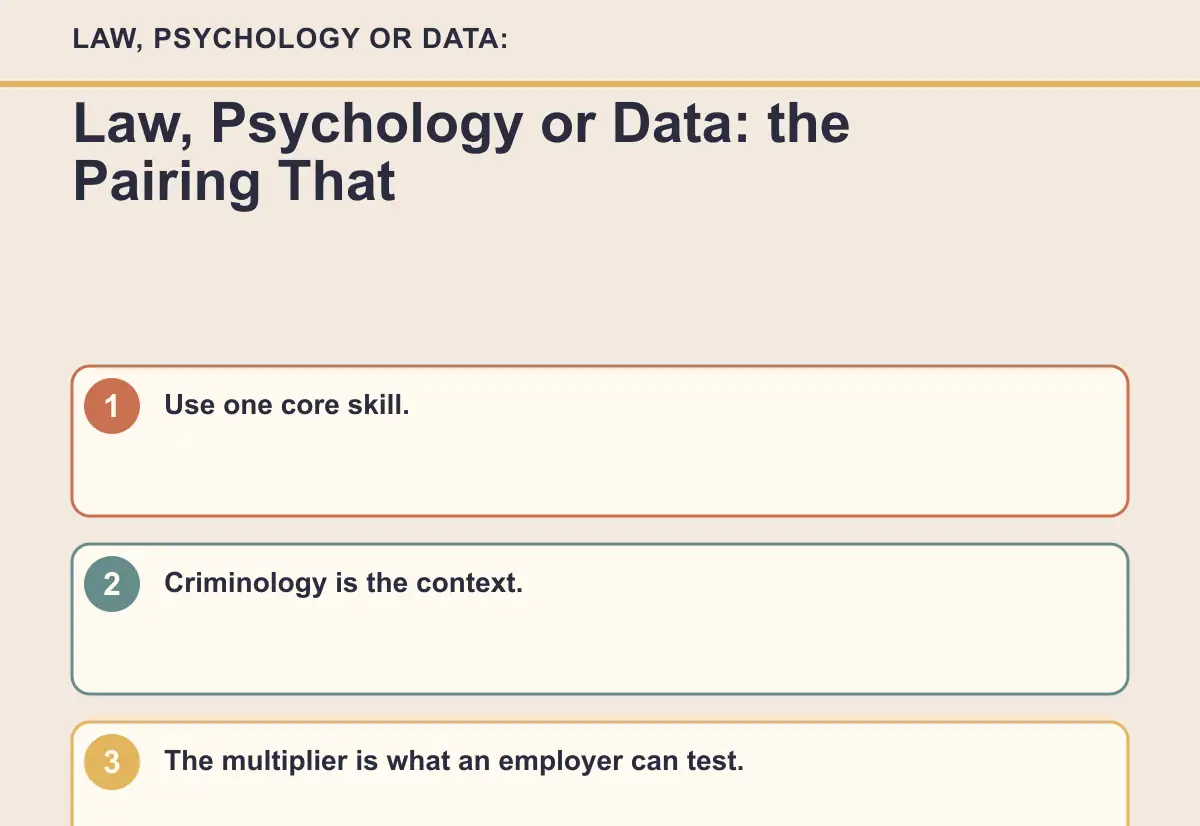 LAW, PSYCHOLOGY OR DATA:
Law, Psychology or Data: the
Pairing That
1
Use one core skill.
2
Criminology is the context.
3
The multiplier is what an employer can test.